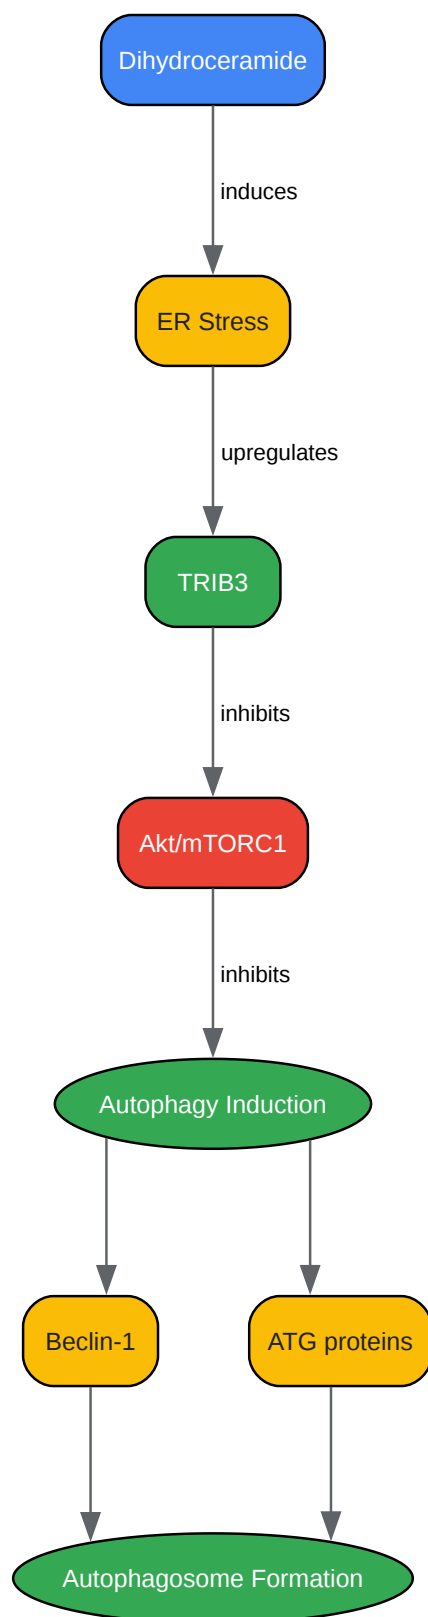 Dihydroceramide
induces
ER Stress
upregulates
TRIB3
inhibits
Akt/mTORC1
inhibits
Autophagy Induction
Beclin-1
ATG proteins
Autophagosome Formation